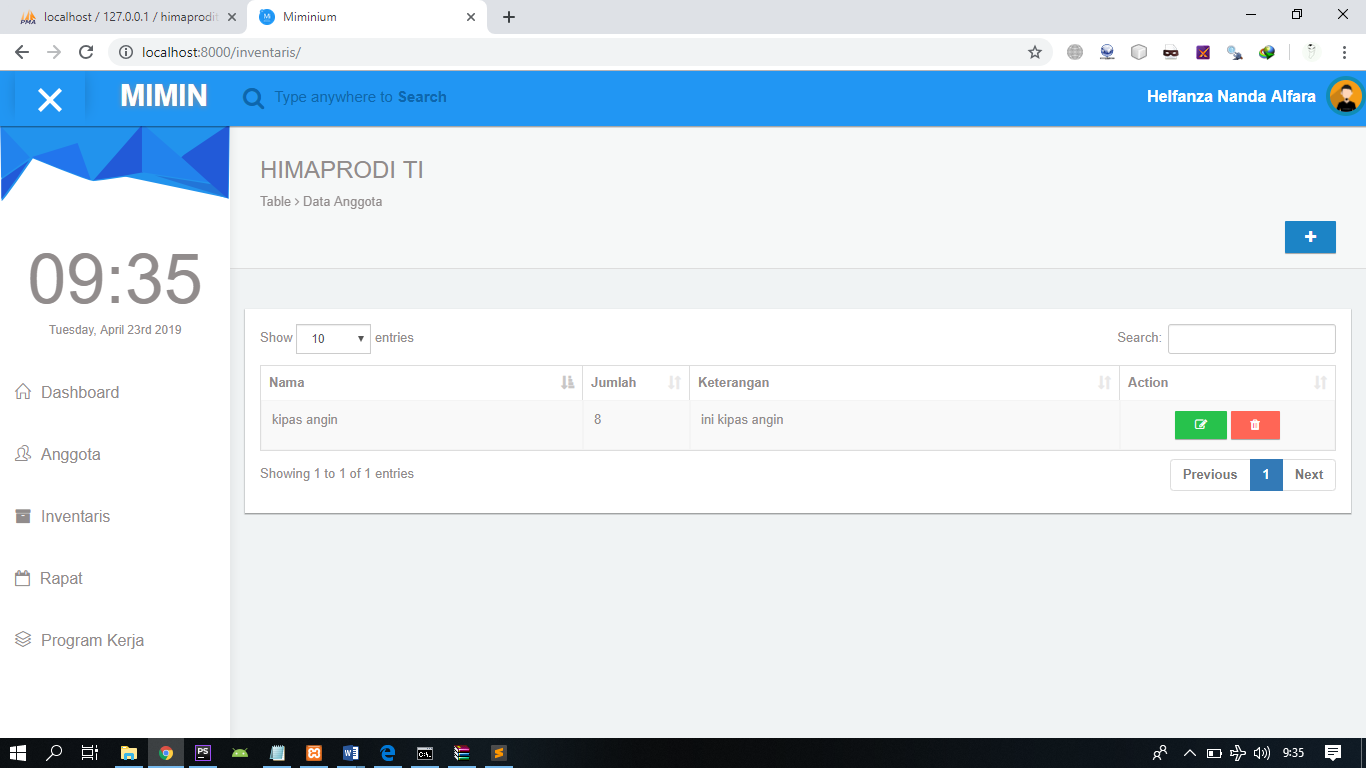 localhost / 127.0.0.1 / himaprodit
Miminium
localhost:8000/inventaris/
MIMIN
Type anywhere to Search
Helfanza Nanda Alfara
HIMAPRODI TI
Table > Data Anggota
09:35
Tuesday, April 23rd 2019
Dashboard
Anggota
Inventaris
Rapat
Program Kerja
Show 10 entries
Search:
Nama Jumlah Keterangan Action
kipas angin 8 ini kipas angin
Showing 1 to 1 of 1 entries
Previous 1 Next
9:35